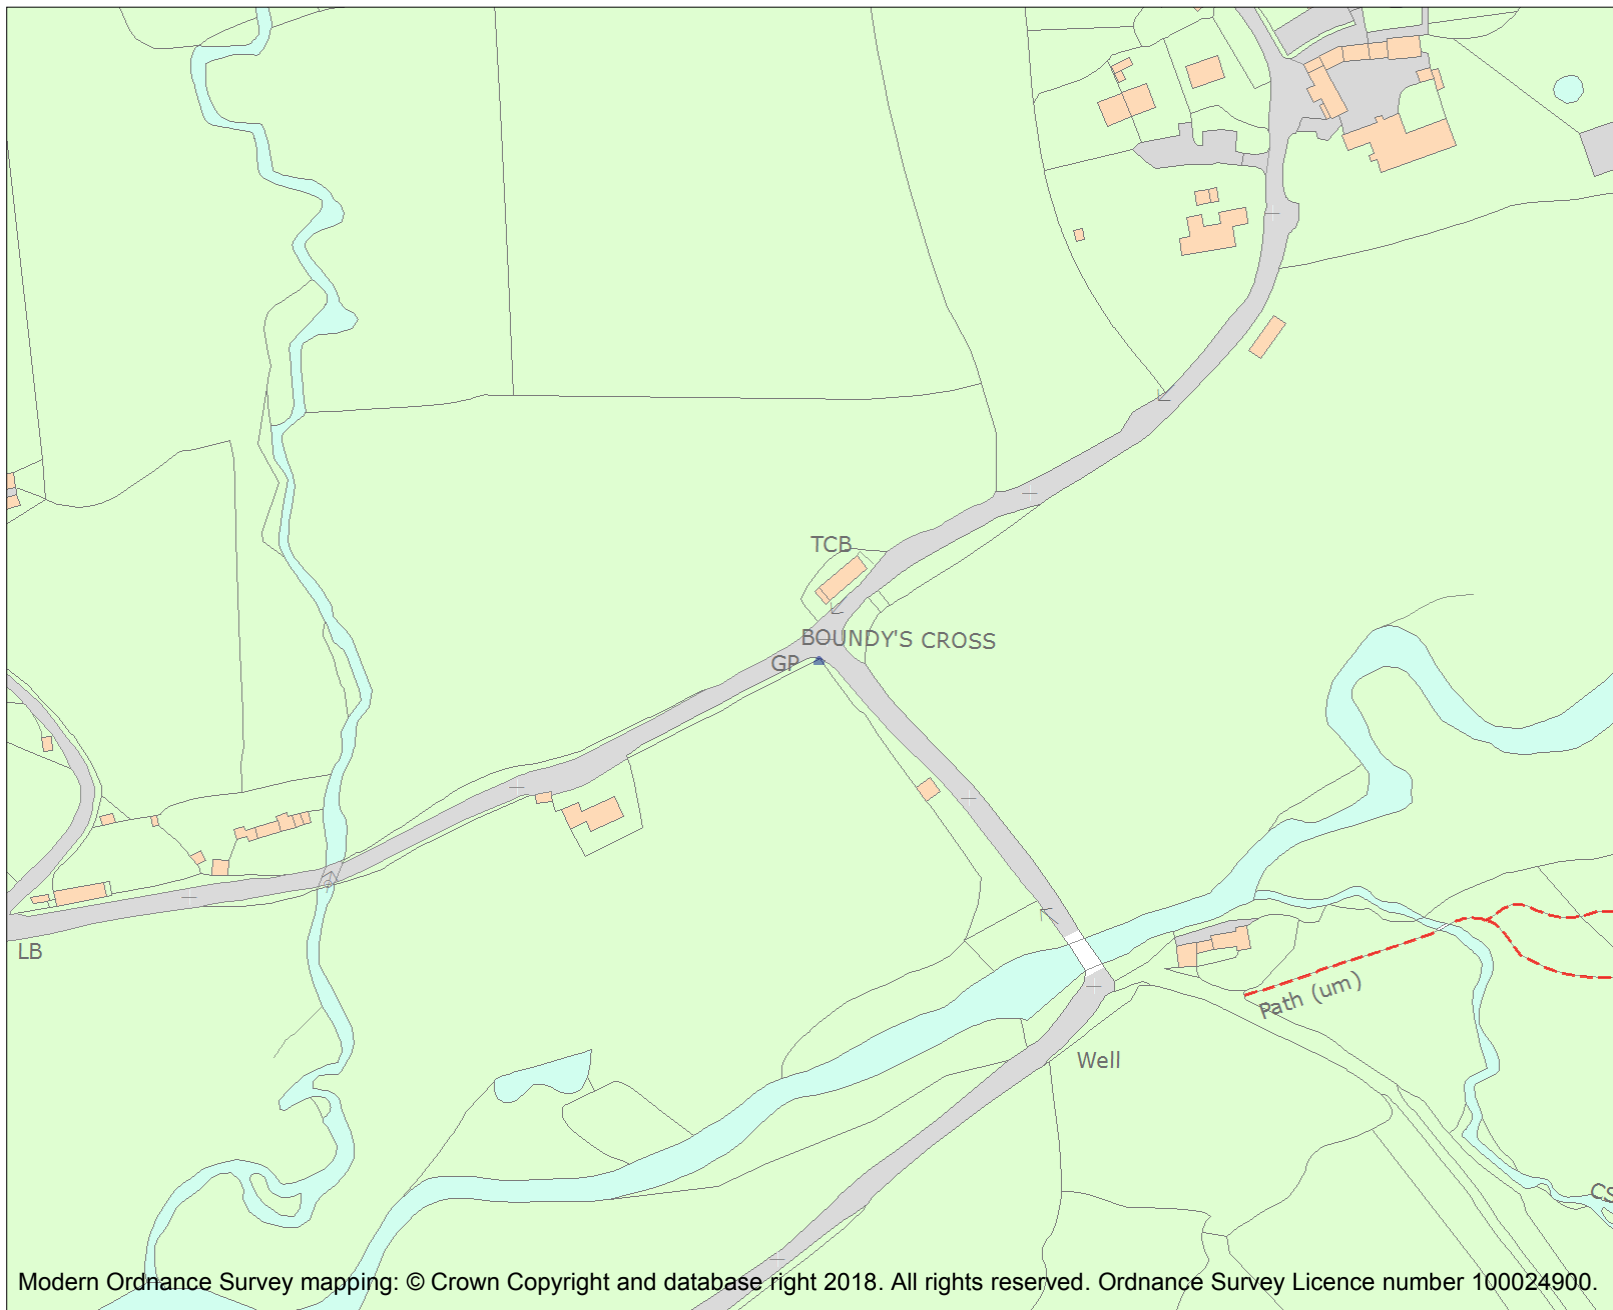 TCB
BOUNDY'S CROSS
GP
LB
Path (um)
Well
CS
Modern Ordnance Survey mapping: © Crown Copyright and database right 2018. All rights reserved. Ordnance Survey Licence number 100024900.